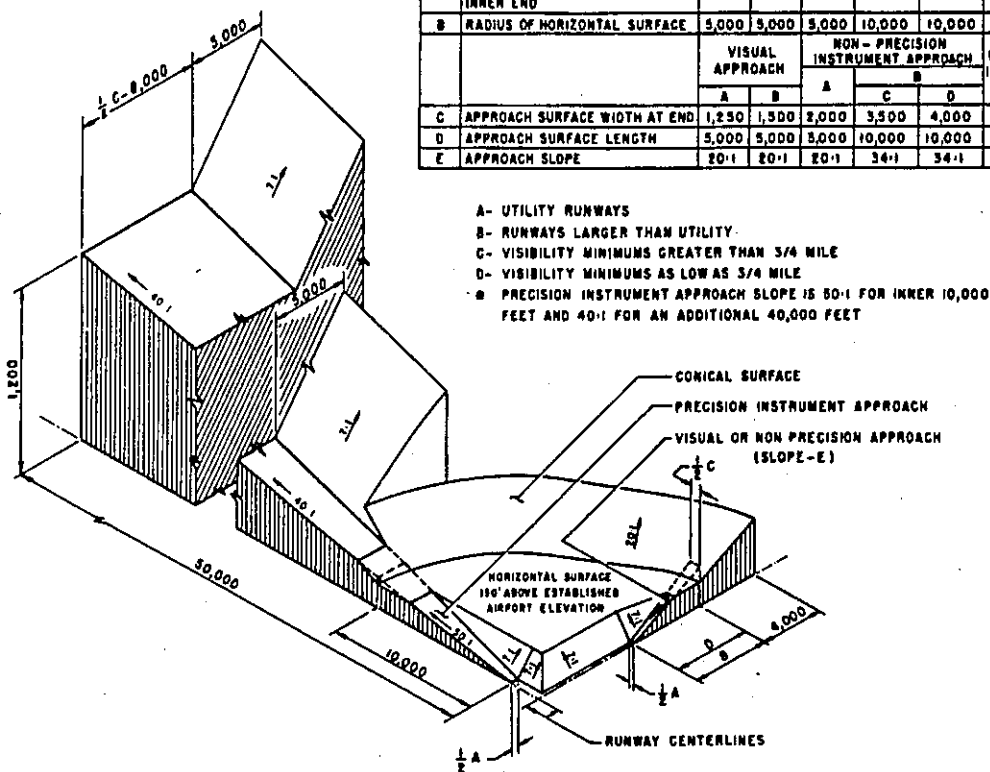 INNER END
B RADIUS OF HORIZONTAL SURFACE 5,000 5,000 5,000 10,000 10,000
VISUAL APPROACH NON-PRECISION INSTRUMENT APPROACH
A B A B
C D
C APPROACH SURFACE WIDTH AT END 1,250 1,500 2,000 3,500 4,000
D APPROACH SURFACE LENGTH 5,000 5,000 5,000 10,000 10,000
E APPROACH SLOPE 20:1 20:1 20:1 34:1 34:1
A- UTILITY RUNWAYS
B- RUNWAYS LARGER THAN UTILITY
C- VISIBILITY MINIMUMS GREATER THAN 3/4 MILE
D- VISIBILITY MINIMUMS AS LOW AS 3/4 MILE
PRECISION INSTRUMENT APPROACH SLOPE IS 50:1 FOR INNER 10,000
FEET AND 40:1 FOR AN ADDITIONAL 40,000 FEET
5,000
½ C-8,000
7:1
40:1
5,000
1,200
7:1
CONICAL SURFACE
PRECISION INSTRUMENT APPROACH
VISUAL OR NON PRECISION APPROACH
(SLOPE-E)
½ C
40:1
20:1
HORIZONTAL SURFACE
150' ABOVE ESTABLISHED
AIRPORT ELEVATION
50,000
50:1
7:1
7:1
7:1
7:1
10,000
D
B
4,000
½ A
RUNWAY CENTERLINES
½ A